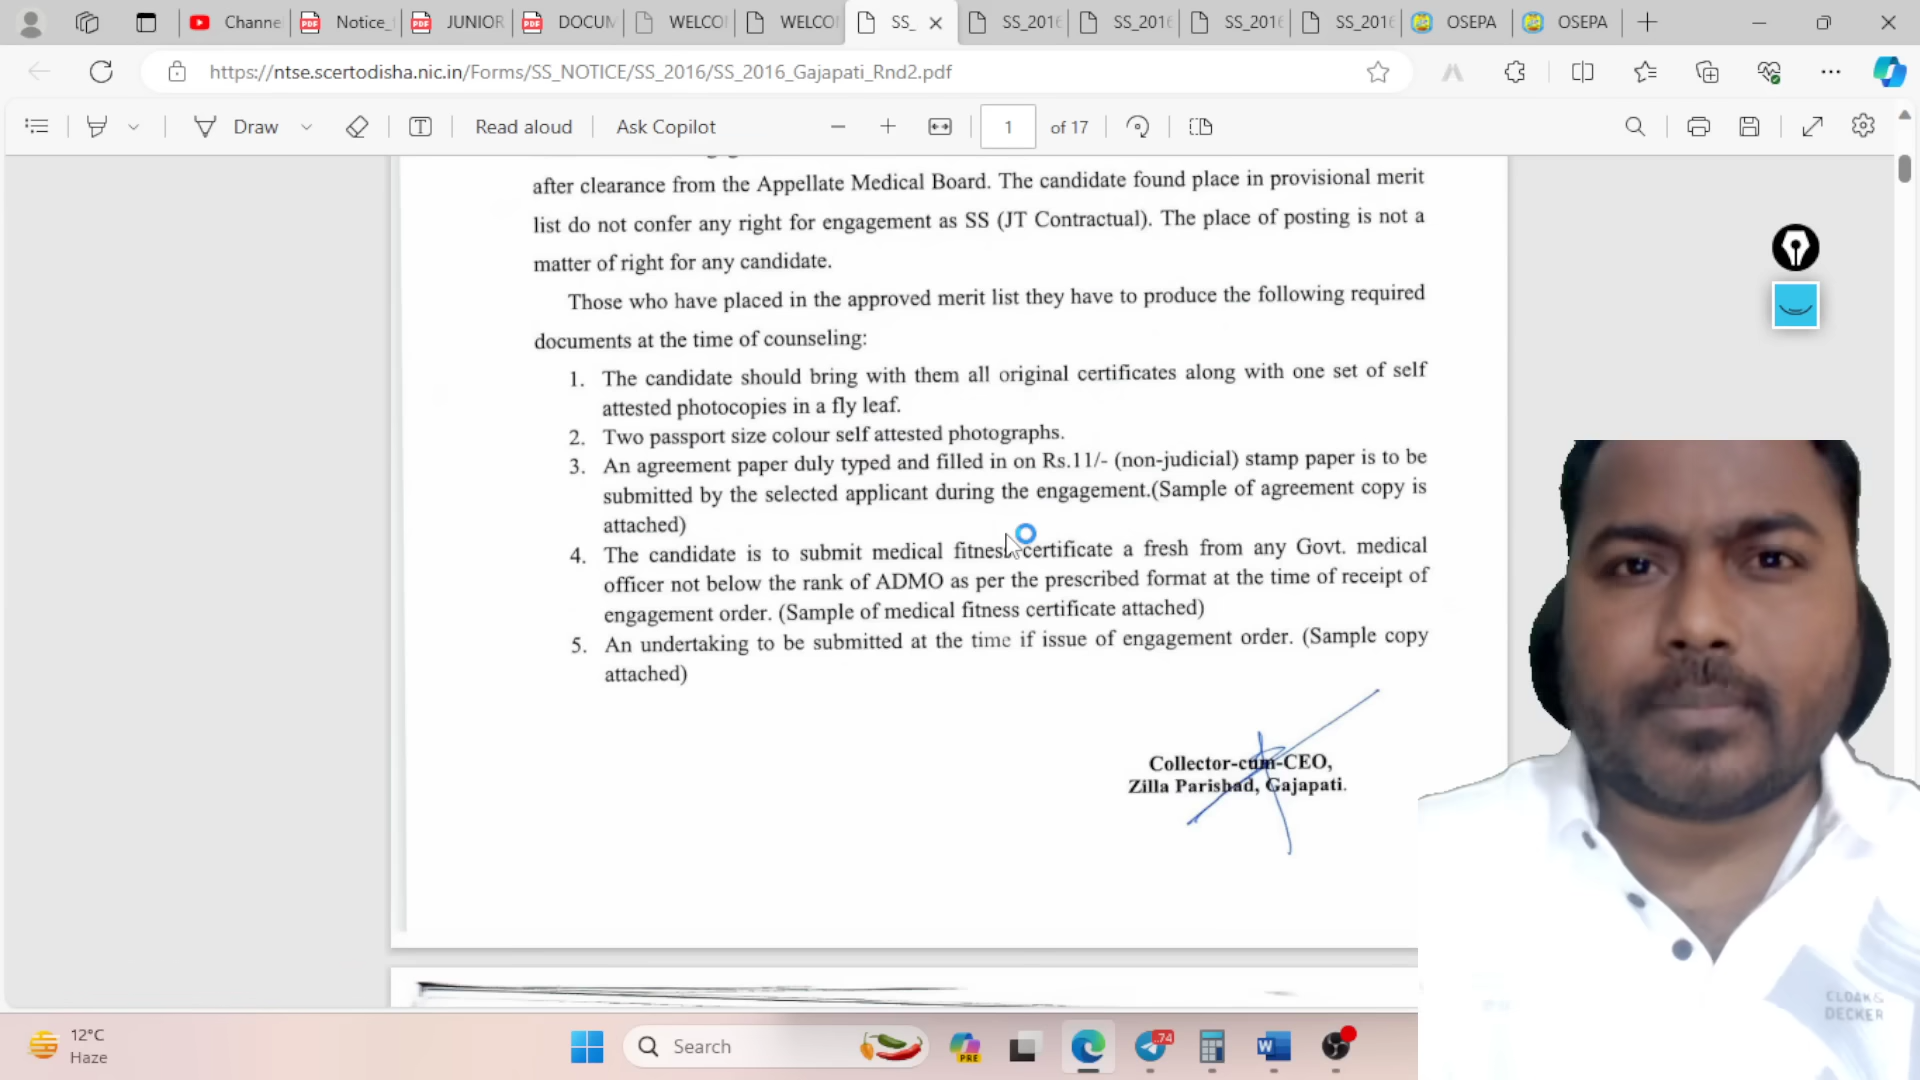 Channe
Notice_
JUNIOR
DOCUM
WELCO
WELCO
SS_
SS_2016
SS_2016
SS_2016
SS_2016
OSEPA
OSEPA
https://ntse.scertodisha.nic.in/Forms/SS_NOTICE/SS_2016/SS_2016_Gajapati_Rnd2.pdf
Draw
Read aloud
Ask Copilot
1
of 17
after clearance from the Appellate Medical Board. The candidate found place in provisional merit
list do not confer any right for engagement as SS (JT Contractual). The place of posting is not a
matter of right for any candidate.
Those who have placed in the approved merit list they have to produce the following required
documents at the time of counseling:
1. The candidate should bring with them all original certificates along with one set of self
attested photocopies in a fly leaf.
2. Two passport size colour self attested photographs.
3. An agreement paper duly typed and filled in on Rs.11/- (non-judicial) stamp paper is to be
submitted by the selected applicant during the engagement.(Sample of agreement copy is
attached)
4. The candidate is to submit medical fitness certificate a fresh from any Govt. medical
officer not below the rank of ADMO as per the prescribed format at the time of receipt of
engagement order. (Sample of medical fitness certificate attached)
5. An undertaking to be submitted at the time if issue of engagement order. (Sample copy
attached)
Collector-cum-CEO,
Zilla Parishad, Gajapati.
CLOAK&
DECKER
12°C
Haze
Search
PRE
74